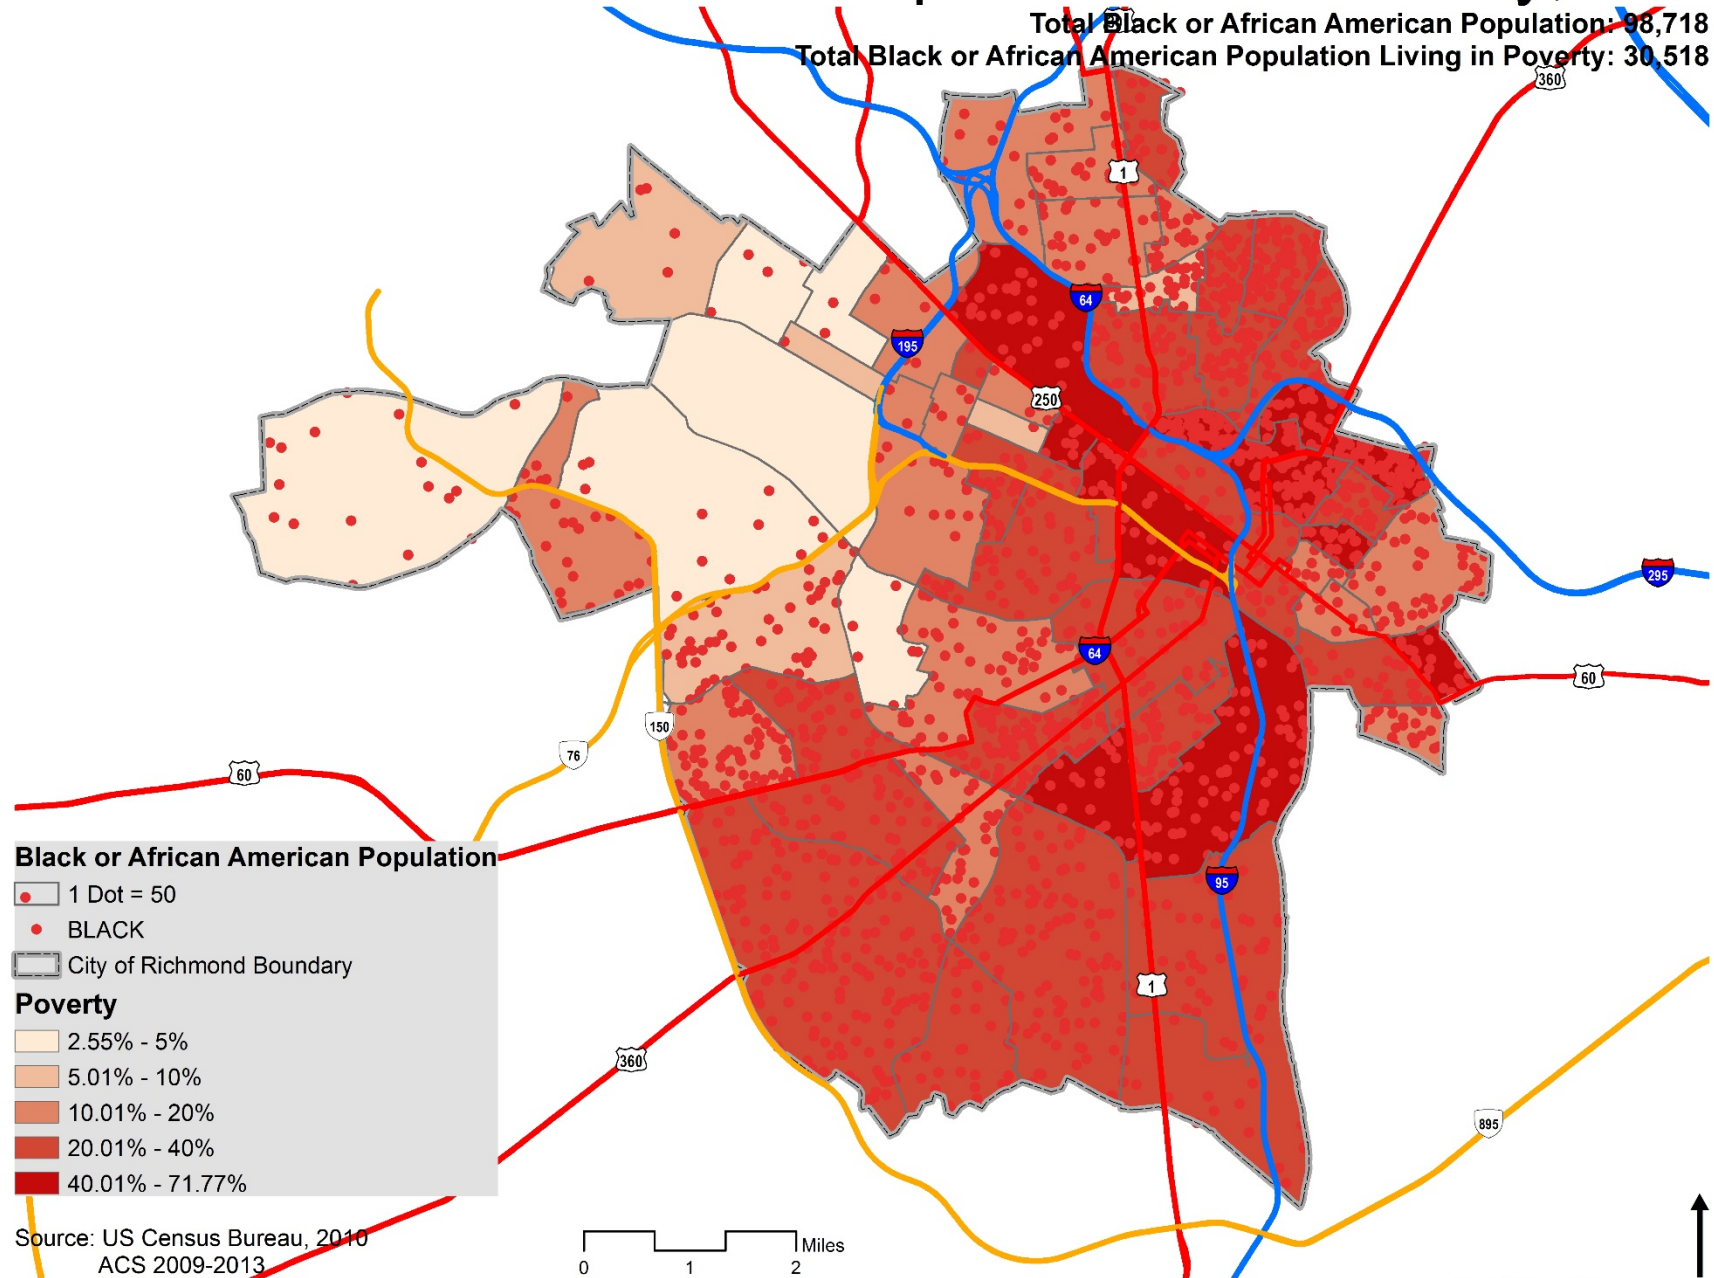 Total Black or African American Population: 98,718
Total Black or African American Population Living in Poverty: 30,518
360
1
64
195
250
295
64
60
150
76
60
95
1
360
895
Black or African American Population
1 Dot = 50
BLACK
City of Richmond Boundary
Poverty
2.55% - 5%
5.01% - 10%
10.01% - 20%
20.01% - 40%
40.01% - 71.77%
Source: US Census Bureau, 2010
ACS 2009-2013
Miles
0 1 2